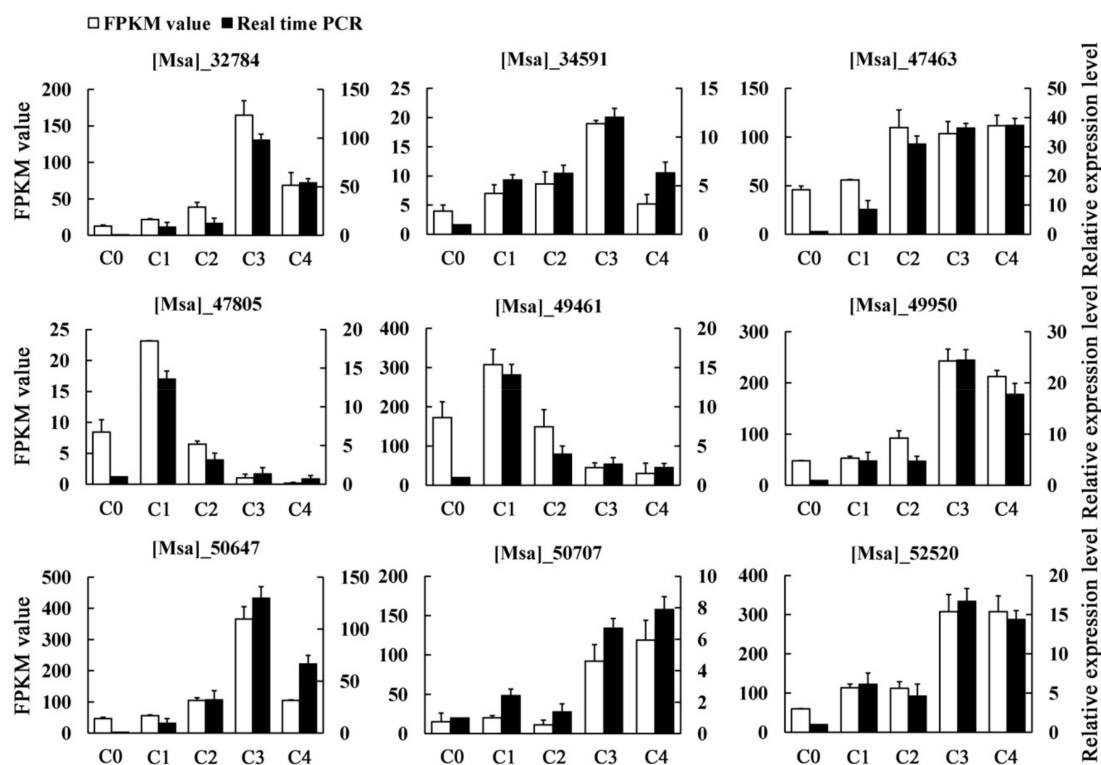 FPKM value Real time PCR
[Msa]_32784 [Msa]_34591 [Msa]_47463
FPKM value
200 150 100 50 0
150 100 50 0
25 20 15 10 5 0
15 10 5 0
150 100 50 0
50 40 30 20 10 0
Relative expression level
C0 C1 C2 C3 C4 C0 C1 C2 C3 C4 C0 C1 C2 C3 C4
[Msa]_47805 [Msa]_49461 [Msa]_49950
FPKM value
25 20 15 10 5 0
20 15 10 5 0
400 300 200 100 0
20 15 10 5 0
300 200 100 0
30 20 10 0
Relative expression level
C0 C1 C2 C3 C4 C0 C1 C2 C3 C4 C0 C1 C2 C3 C4
[Msa]_50647 [Msa]_50707 [Msa]_52520
FPKM value
500 400 300 200 100 0
150 100 50 0
200 150 100 50 0
10 8 6 4 2 0
400 300 200 100 0
20 15 10 5 0
Relative expression level
C0 C1 C2 C3 C4 C0 C1 C2 C3 C4 C0 C1 C2 C3 C4